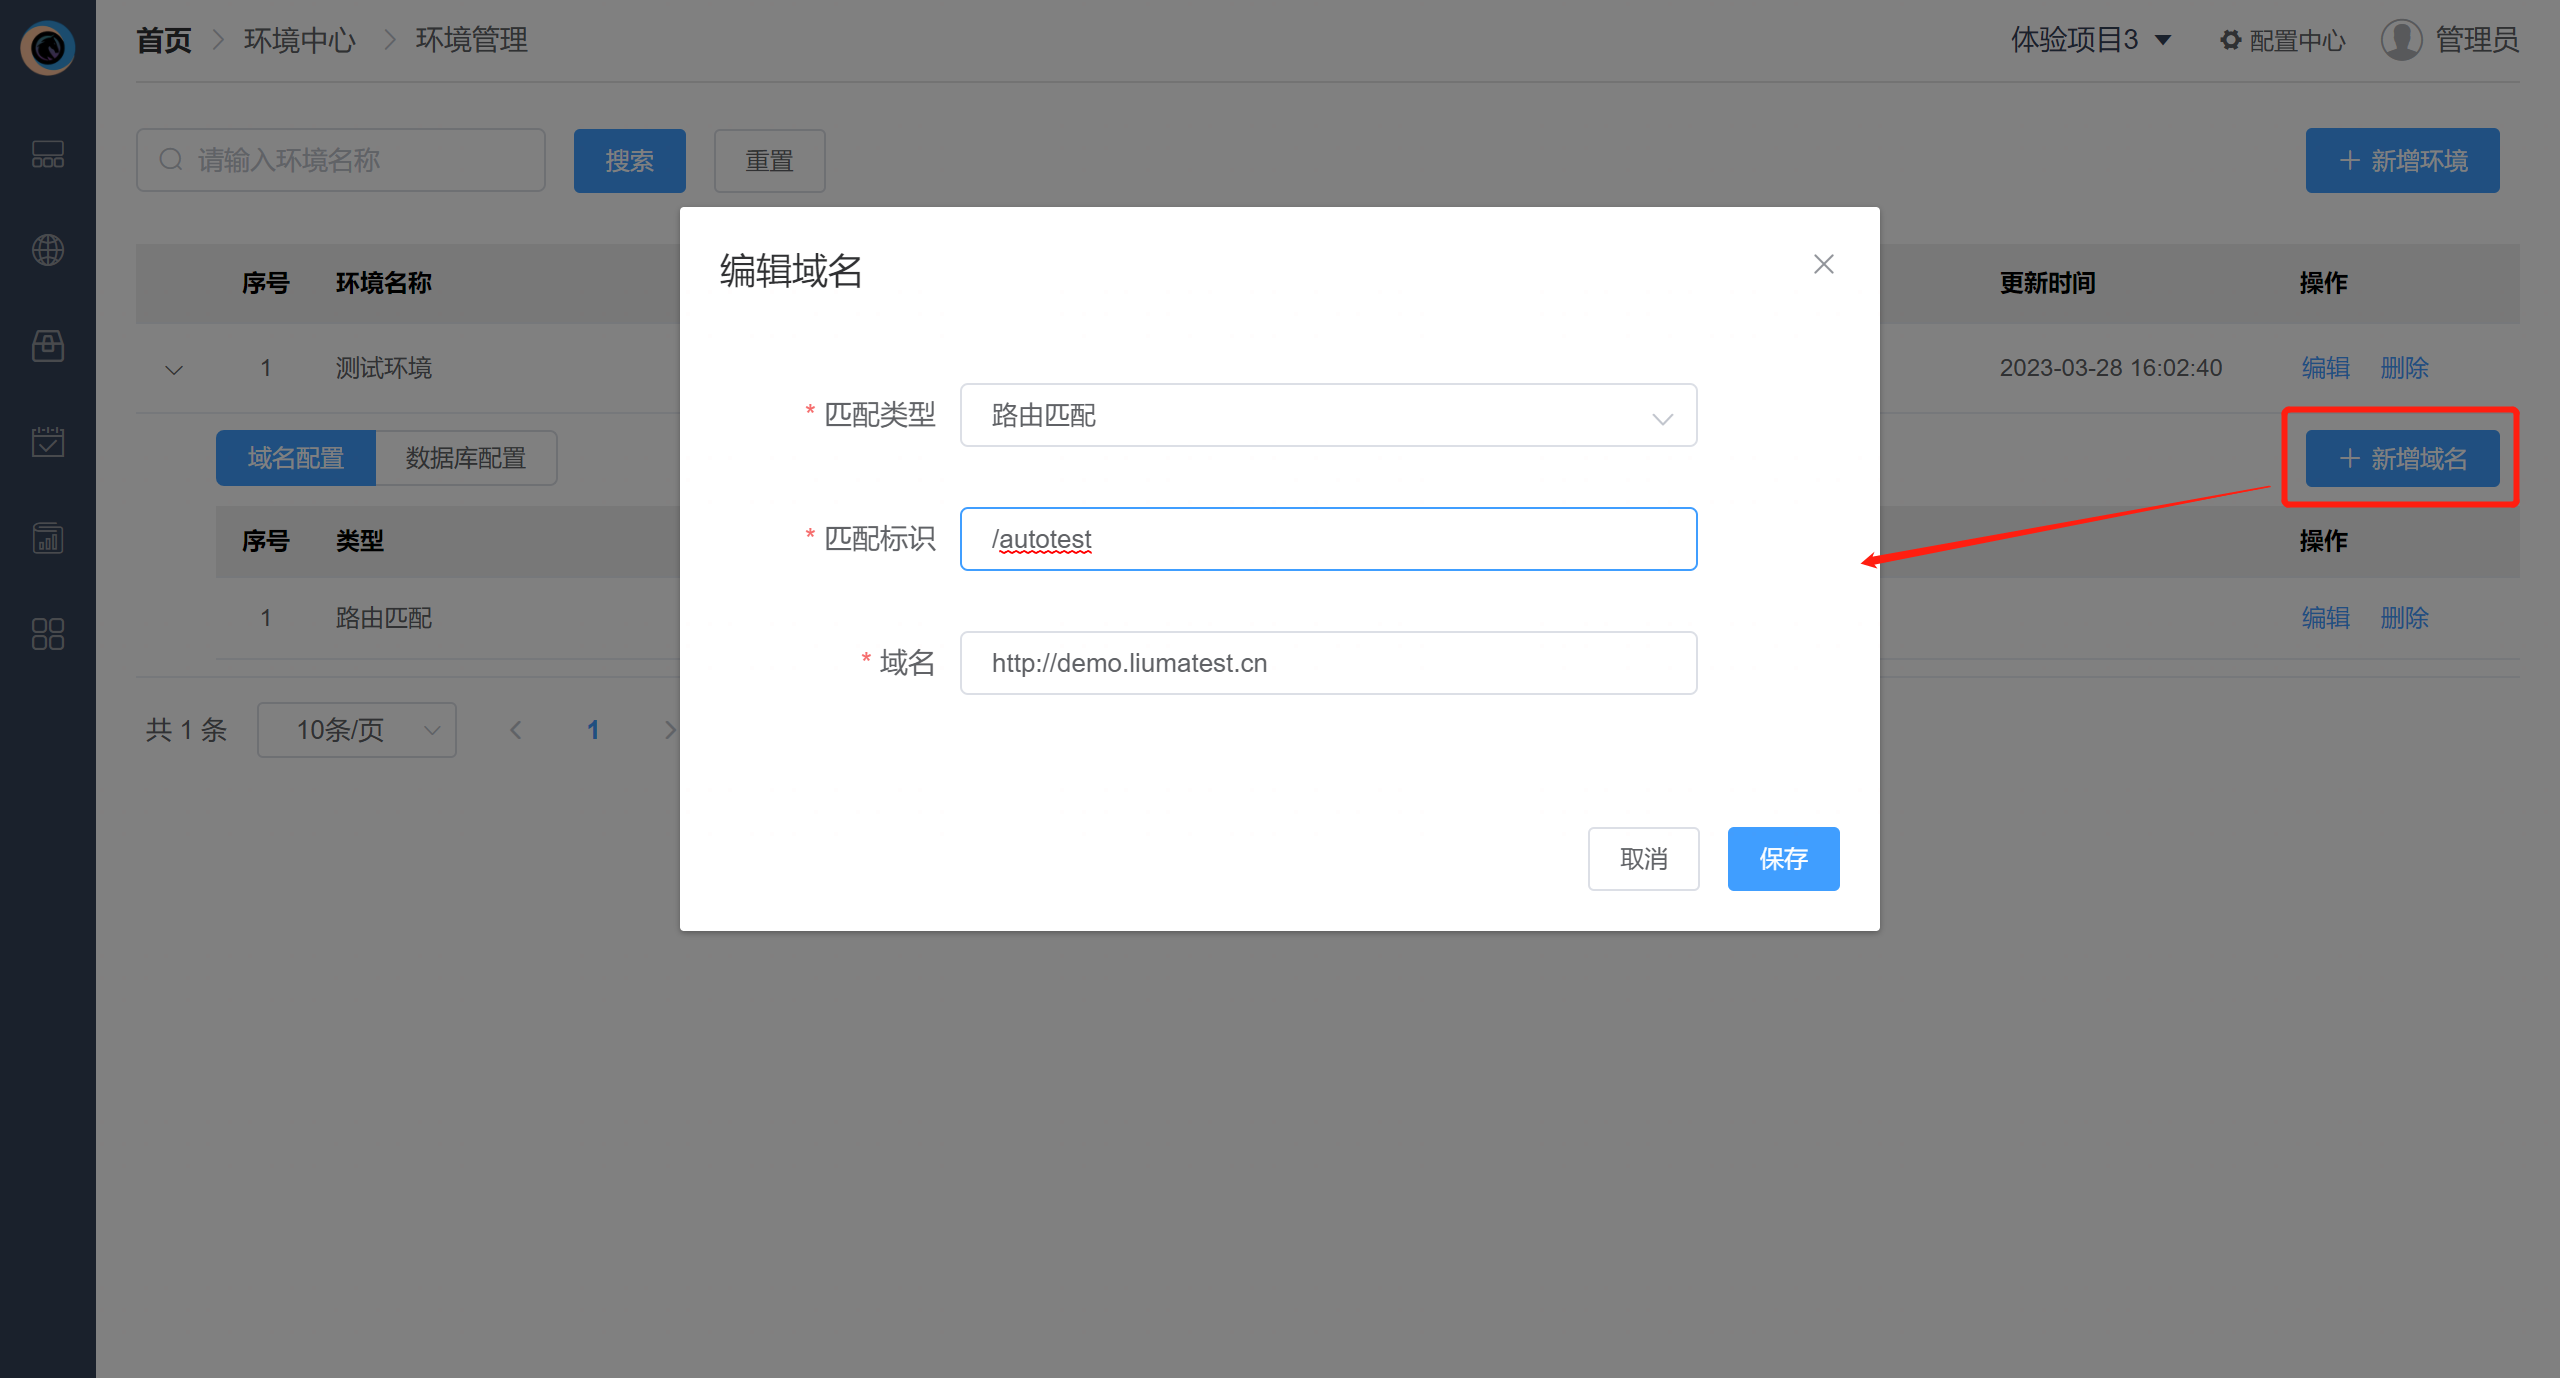 首页 > 环境中心 > 环境管理 体验项目3 配置中心 管理员
请输入环境名称 搜索 重置 + 新增环境
序号 环境名称 更新时间 操作
1 测试环境 2023-03-28 16:02:40 编辑 删除
域名配置 数据库配置 + 新增域名
序号 类型 操作
1 路由匹配 编辑 删除
共 1 条 10条/页 < 1 >
编辑域名
* 匹配类型 路由匹配
* 匹配标识 /autotest
* 域名 http://demo.liumatest.cn
取消 保存